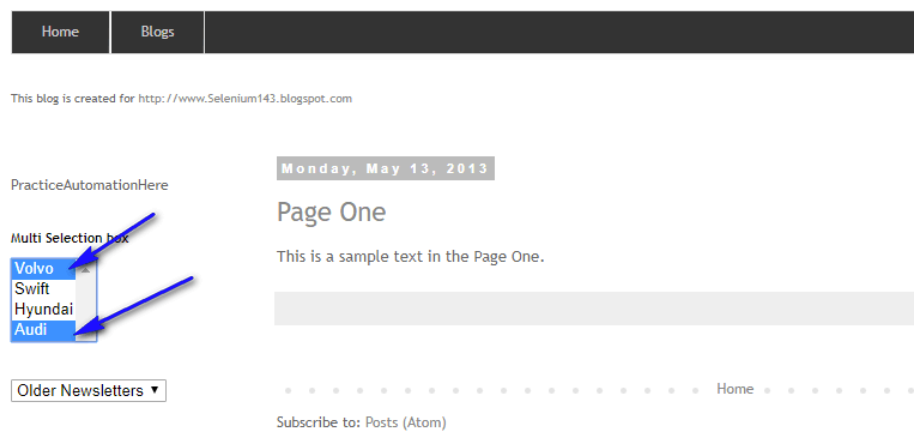 Home Blogs
This blog is created for http://www.Selenium143.blogspot.com
PracticeAutomationHere
Multi Selection box
Volvo
Swift
Hyundai
Audi
Older Newsletters
Monday, May 13, 2013
Page One
This is a sample text in the Page One.
Home
Subscribe to: Posts (Atom)